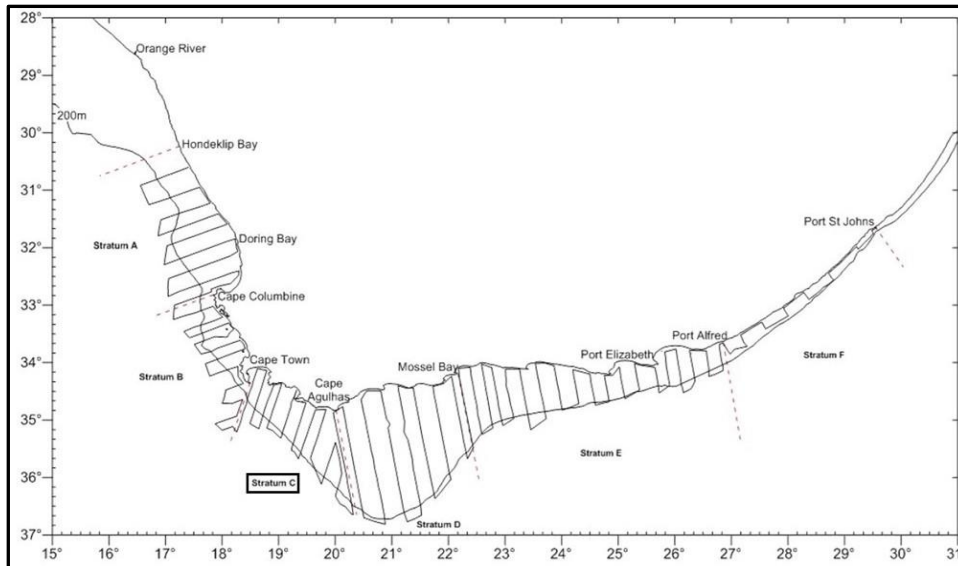 28°
Orange River
29°
200m
30°
Hondeklip Bay
31°
Port St Johns
Stratum A
Doring Bay
32°
Cape Columbine
33°
Port Alfred
Port Elizabeth
Stratum F
Cape Town
Mossel Bay
34°
Stratum B
Cape
Agulhas
35°
Stratum E
36°
Stratum C
Stratum D
37°
15° 16° 17° 18° 19° 20° 21° 22° 23° 24° 25° 26° 27° 28° 29° 30° 31